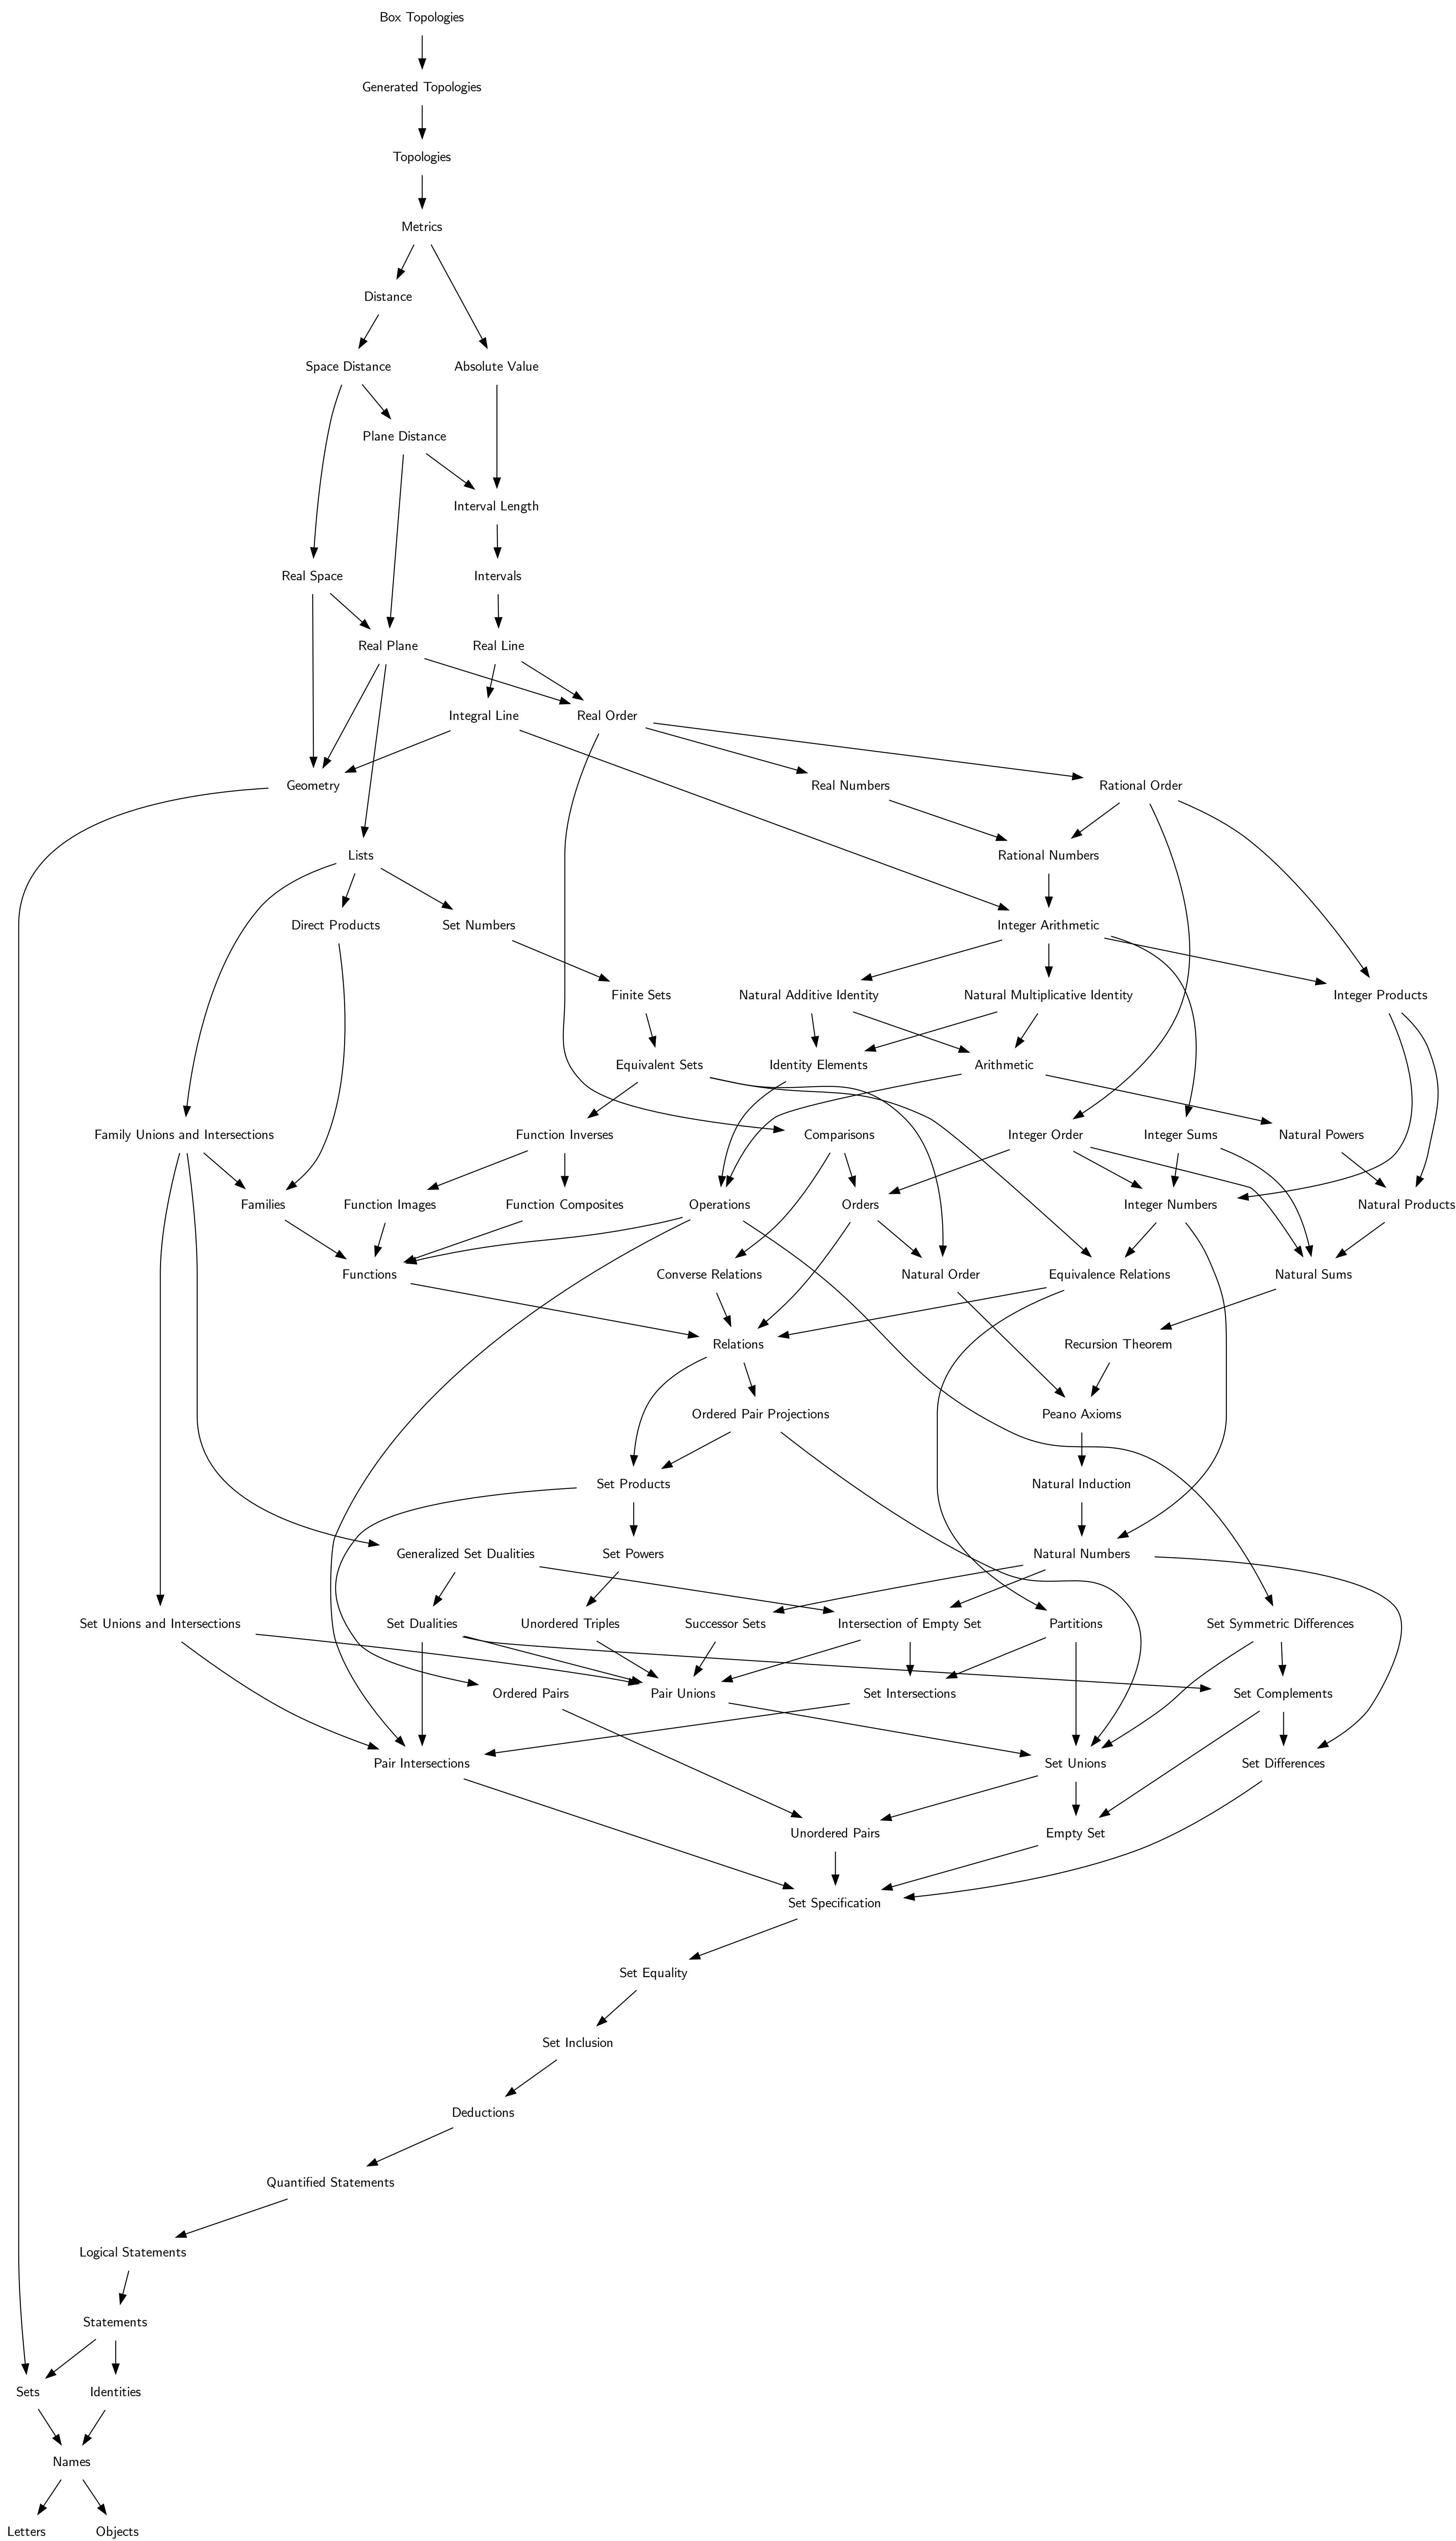 Box Topologies
Generated Topologies
Topologies
Metrics
Distance
Space Distance
Absolute Value
Plane Distance
Interval Length
Real Space
Intervals
Real Plane
Real Line
Integral Line
Real Order
Geometry
Real Numbers
Rational Order
Lists
Rational Numbers
Direct Products
Set Numbers
Integer Arithmetic
Finite Sets
Natural Additive Identity
Natural Multiplicative Identity
Integer Products
Equivalent Sets
Identity Elements
Arithmetic
Family Unions and Intersections
Function Inverses
Comparisons
Integer Order
Integer Sums
Natural Powers
Families
Function Images
Function Composites
Operations
Orders
Integer Numbers
Natural Products
Functions
Converse Relations
Natural Order
Equivalence Relations
Natural Sums
Relations
Recursion Theorem
Ordered Pair Projections
Peano Axioms
Set Products
Natural Induction
Generalized Set Dualities
Set Powers
Natural Numbers
Set Unions and Intersections
Set Dualities
Unordered Triples
Successor Sets
Intersection of Empty Set
Partitions
Set Symmetric Differences
Ordered Pairs
Pair Unions
Set Intersections
Set Complements
Pair Intersections
Set Unions
Set Differences
Unordered Pairs
Empty Set
Set Specification
Set Equality
Set Inclusion
Deductions
Quantified Statements
Logical Statements
Statements
Sets
Identities
Names
Letters
Objects